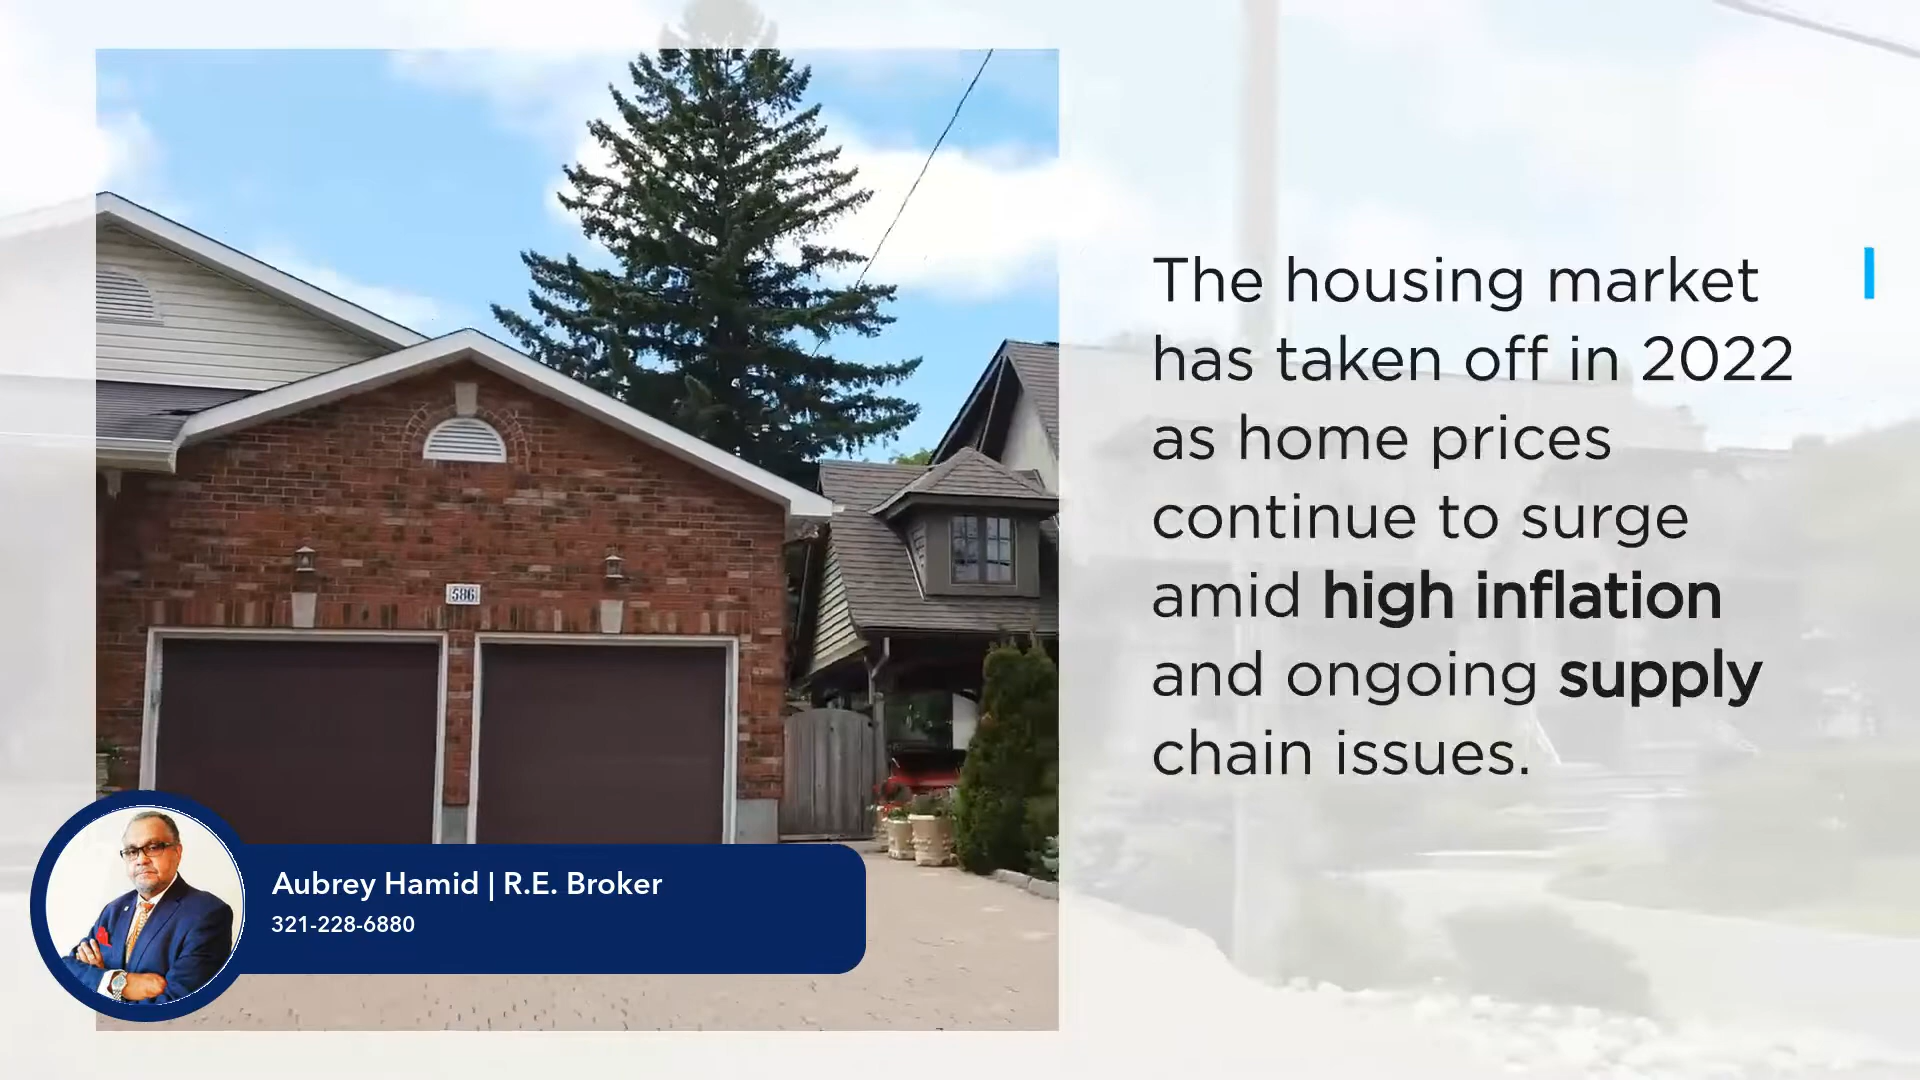 The housing market
has taken off in 2022
as home prices
continue to surge
amid high inflation
and ongoing supply
chain issues.
586
Aubrey Hamid | R.E. Broker
321-228-6880